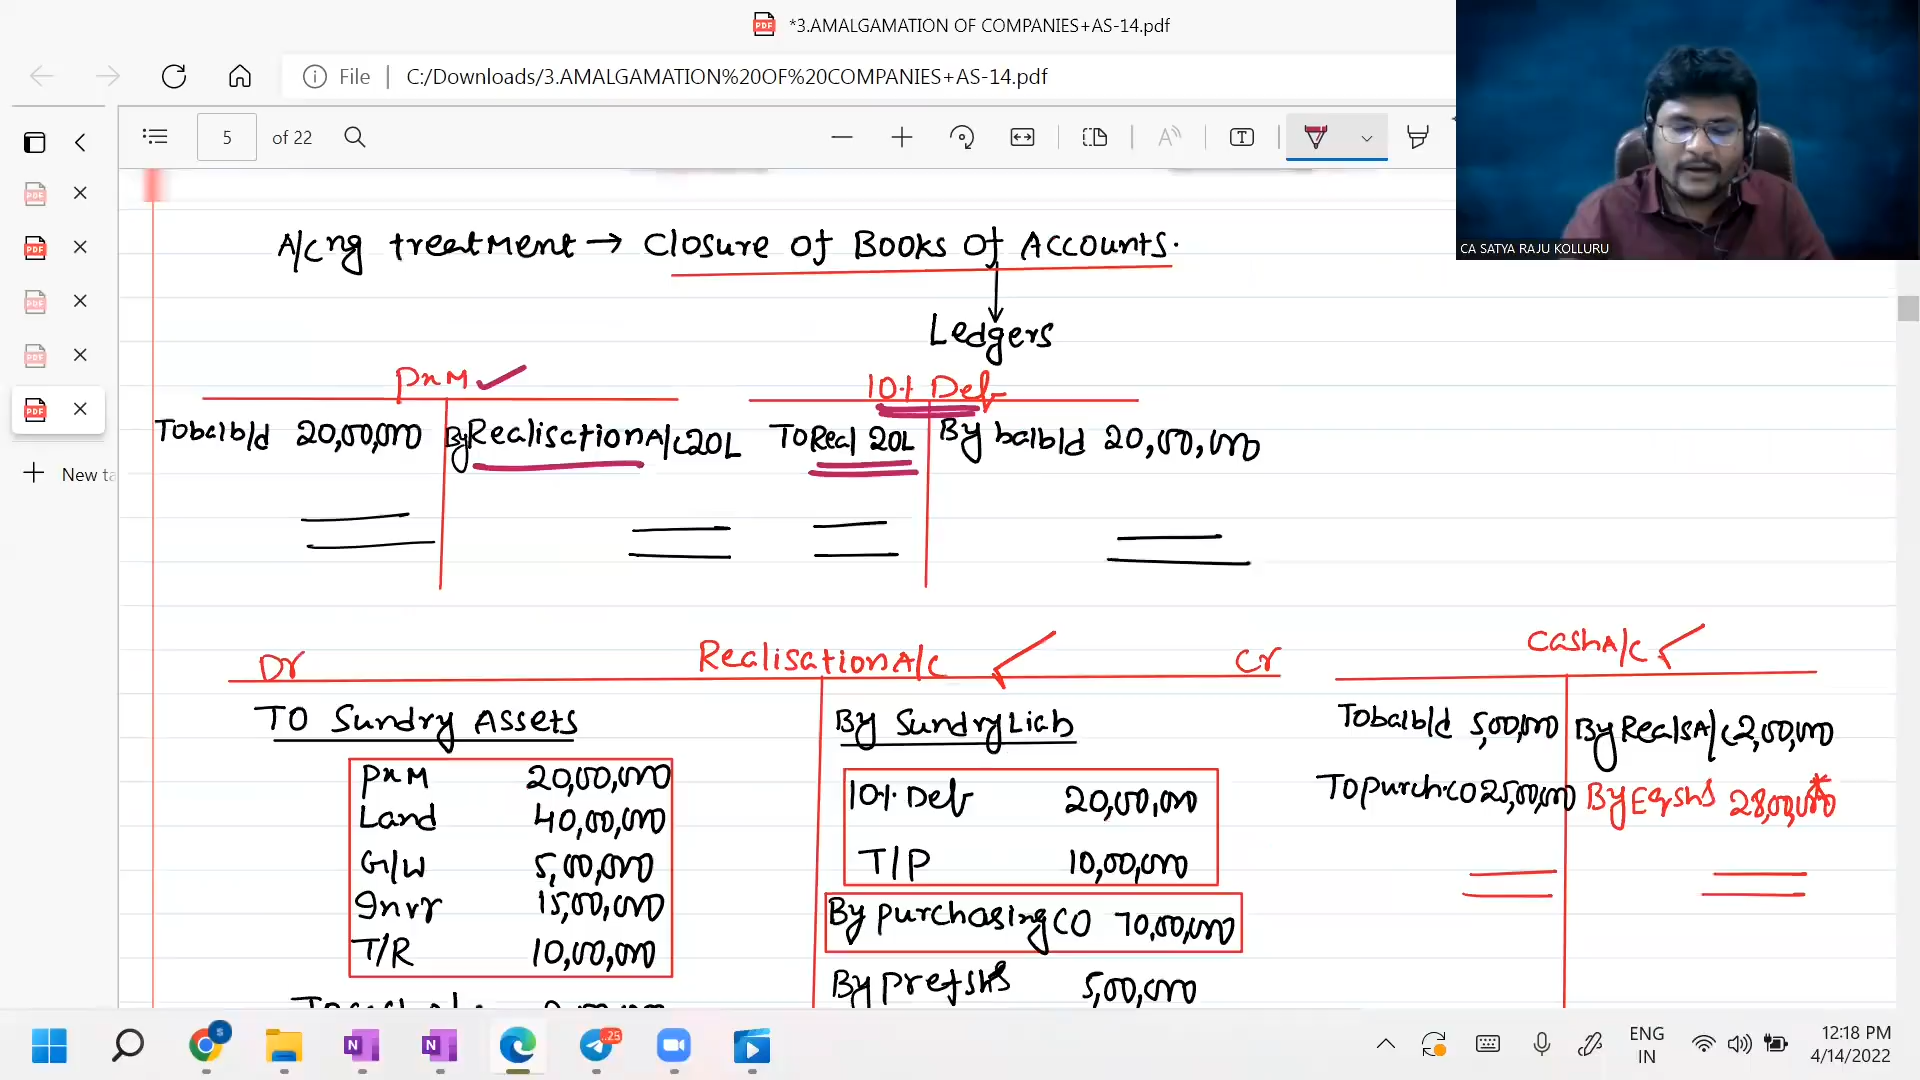 *3.AMALGAMATION OF COMPANIES+AS-14.pdf
File C:/Downloads/3.AMALGAMATION%20OF%20COMPANIES+AS-14.pdf
5 of 22
New ta
CA SATYA RAJU KOLLURU
A/cng treatment → Closure of Books Of Accounts.
Ledgers
PnM
To bal b/d 20,00,000 By Realisation A/c 20L
10% Deb
To Real 20L By bal b/d 20,00,000
Dr Realisation A/c Cr
To Sundry Assets
PnM 20,00,000
Land 40,00,000
G/W 5,00,000
Invr 15,00,000
T/R 10,00,000
By Sundry Liab
10% Deb 20,00,000
T/P 10,00,000
By purchasing CO 70,00,000
By prefshs 5,00,000
Cash A/c
To bal b/d 5,00,000 By Reals A/c 2,00,000
To purch.CO 25,00,000 By Eqshs 28,00,000
ENG
IN
12:18 PM
4/14/2022